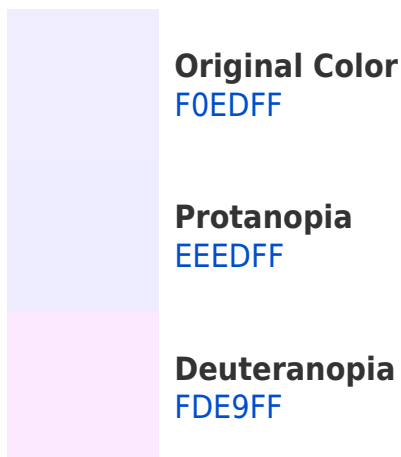 Original Color
F0EDFF
Protanopia
EEEDFF
Deuteranopia
FDE9FF